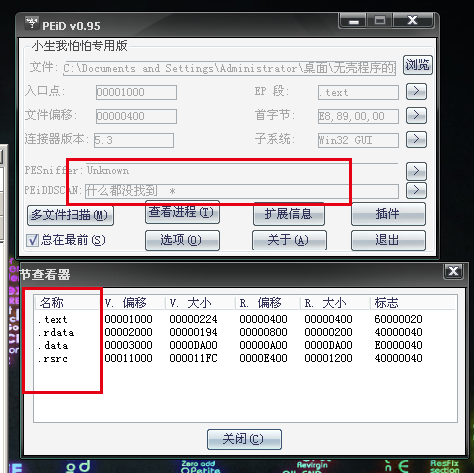 PEiD v0.95
小生我怕怕专用版
文件: C:\Documents and Settings\Administrator\桌面\无壳程序的 浏览
入口点: 00001000 EP 段: .text >
文件偏移: 00000400 首字节: E8,89,00,00 >
连接器版本: 5.3 子系统: Win32 GUI >
PESniffer: Unknown >
PEiDDSCAN: 什么都没找到 * >
多文件扫描(M) 查看进程(T) 扩展信息 插件
总在最前(S) 选项(O) 关于(A) 退出
节查看器
名称 V. 偏移 V. 大小 R. 偏移 R. 大小 标志
.text 00001000 00000224 00000400 00000400 60000020
.rdata 00002000 00000194 00000800 00000200 40000040
.data 00003000 0000DA00 00000A00 0000DA00 E0000040
.rsrc 00011000 000011FC 0000E400 00001200 40000040
关闭(C)
Zero add
Petite
Revirgin
ResFix
section